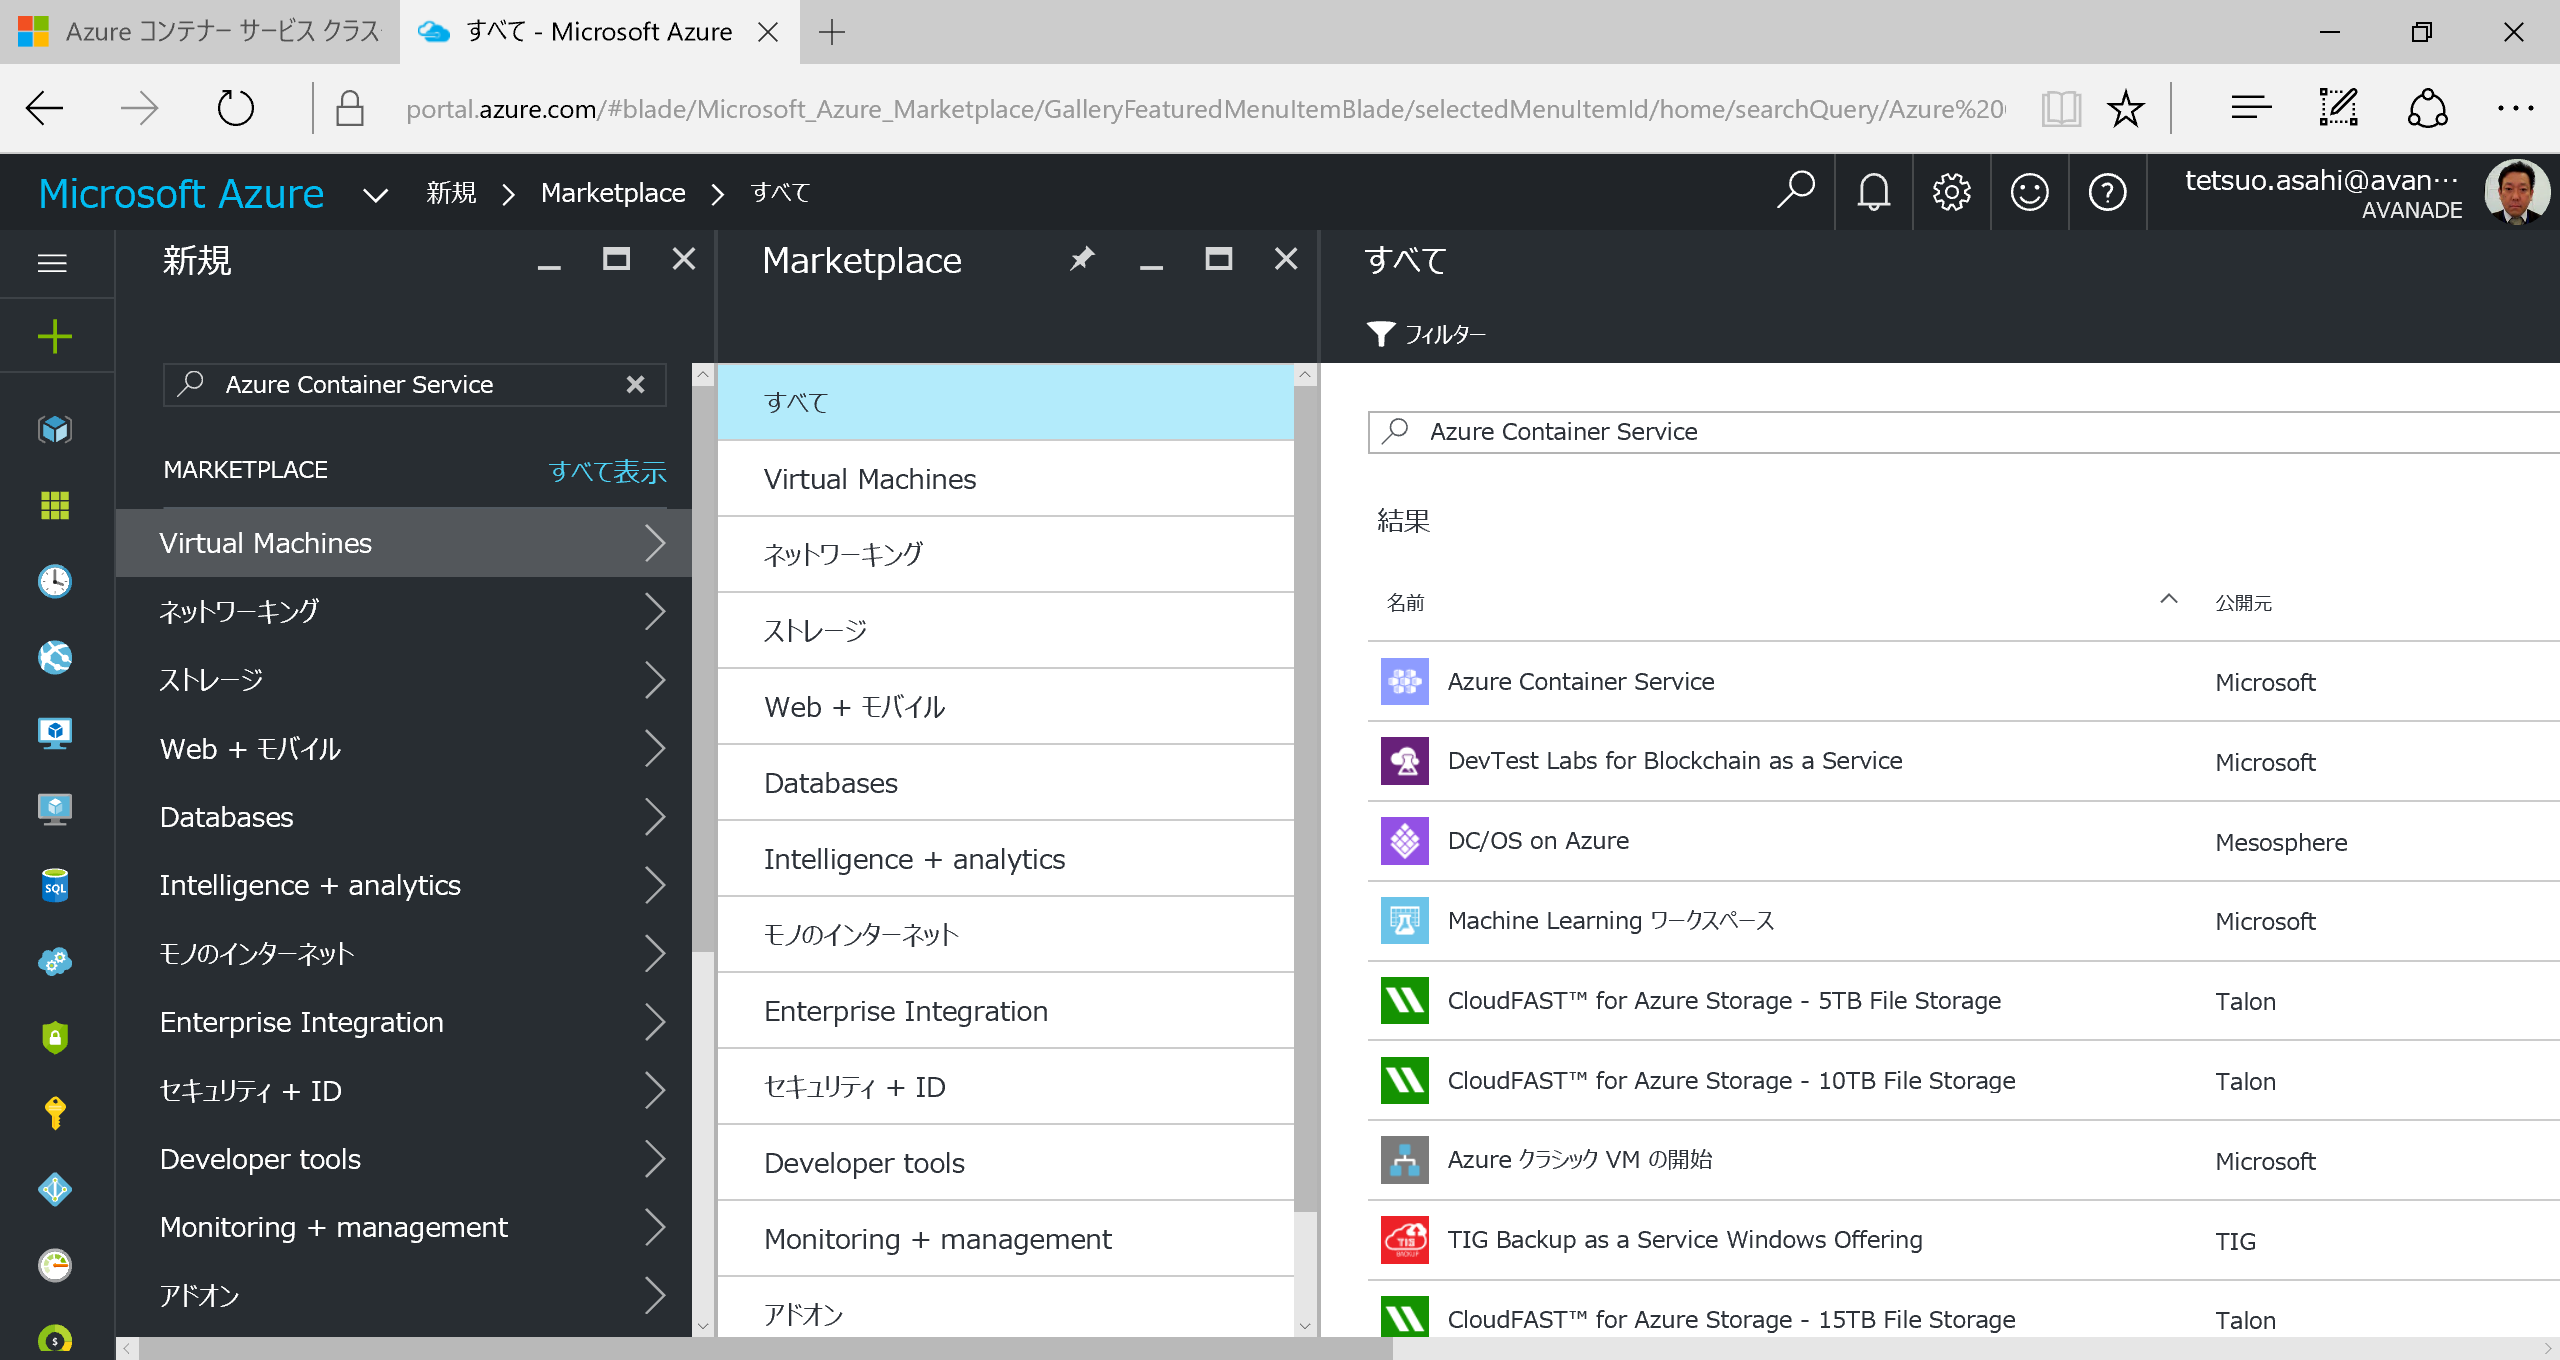 Azure コンテナー サービス クラス
すべて - Microsoft Azure
portal.azure.com/#blade/Microsoft_Azure_Marketplace/GalleryFeaturedMenuItemBlade/selectedMenuItemId/home/searchQuery/Azure%20
Microsoft Azure 新規 > Marketplace > すべて
tetsuo.asahi@avan…
AVANADE
新規
Azure Container Service
MARKETPLACE すべて表示
Virtual Machines
ネットワーキング
ストレージ
Web + モバイル
Databases
Intelligence + analytics
モノのインターネット
Enterprise Integration
セキュリティ + ID
Developer tools
Monitoring + management
アドオン
Marketplace
すべて
Virtual Machines
ネットワーキング
ストレージ
Web + モバイル
Databases
Intelligence + analytics
モノのインターネット
Enterprise Integration
セキュリティ + ID
Developer tools
Monitoring + management
アドオン
すべて
フィルター
Azure Container Service
結果
名前 公開元
Azure Container Service Microsoft
DevTest Labs for Blockchain as a Service Microsoft
DC/OS on Azure Mesosphere
Machine Learning ワークスペース Microsoft
CloudFAST™ for Azure Storage - 5TB File Storage Talon
CloudFAST™ for Azure Storage - 10TB File Storage Talon
Azure クラシック VM の開始 Microsoft
TIG Backup as a Service Windows Offering TIG
CloudFAST™ for Azure Storage - 15TB File Storage Talon
SQL
TIG
BACKUP